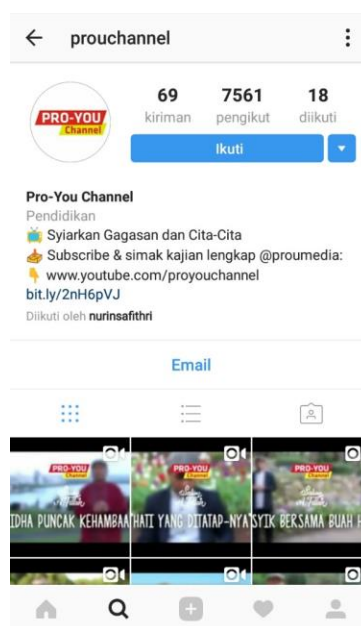 prouchannel
PRO-YOU
Channel
69 7561 18
kiriman pengikut diikuti
Ikuti
Pro-You Channel
Pendidikan
Syiarkan Gagasan dan Cita-Cita
Subscribe & simak kajian lengkap @proumedia:
www.youtube.com/proyouchannel
bit.ly/2nH6pVJ
Diikuti oleh nurinsafithri
Email
PRO-YOU PRO-YOU PRO-YOU
Channel Channel Channel
IDHA PUNCAK KEHAMBAA HATI YANG DITATAP-NYA SYIK BERSAMA BUAH H